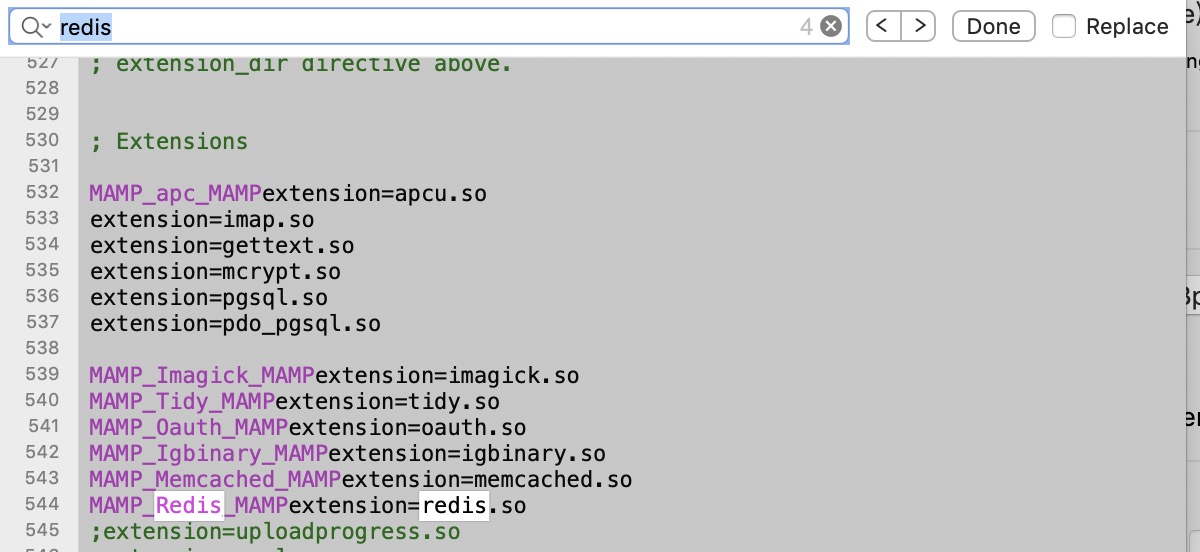 redis 4 < > Done Replace
527 ; extension_dir directive above.
528
529
530 ; Extensions
531
532 MAMP_apc_MAMPextension=apcu.so
533 extension=imap.so
534 extension=gettext.so
535 extension=mcrypt.so
536 extension=pgsql.so
537 extension=pdo_pgsql.so
538
539 MAMP_Imagick_MAMPextension=imagick.so
540 MAMP_Tidy_MAMPextension=tidy.so
541 MAMP_Oauth_MAMPextension=oauth.so
542 MAMP_Igbinary_MAMPextension=igbinary.so
543 MAMP_Memcached_MAMPextension=memcached.so
544 MAMP_Redis_MAMPextension=redis.so
545 ;extension=uploadprogress.so